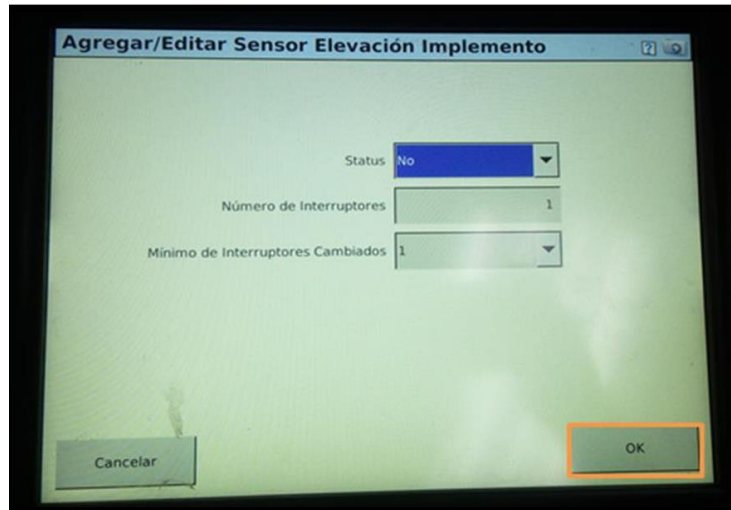 Agregar/Editar Sensor Elevación Implemento
Status No
Número de Interruptores 1
Mínimo de Interruptores Cambiados 1
Cancelar OK